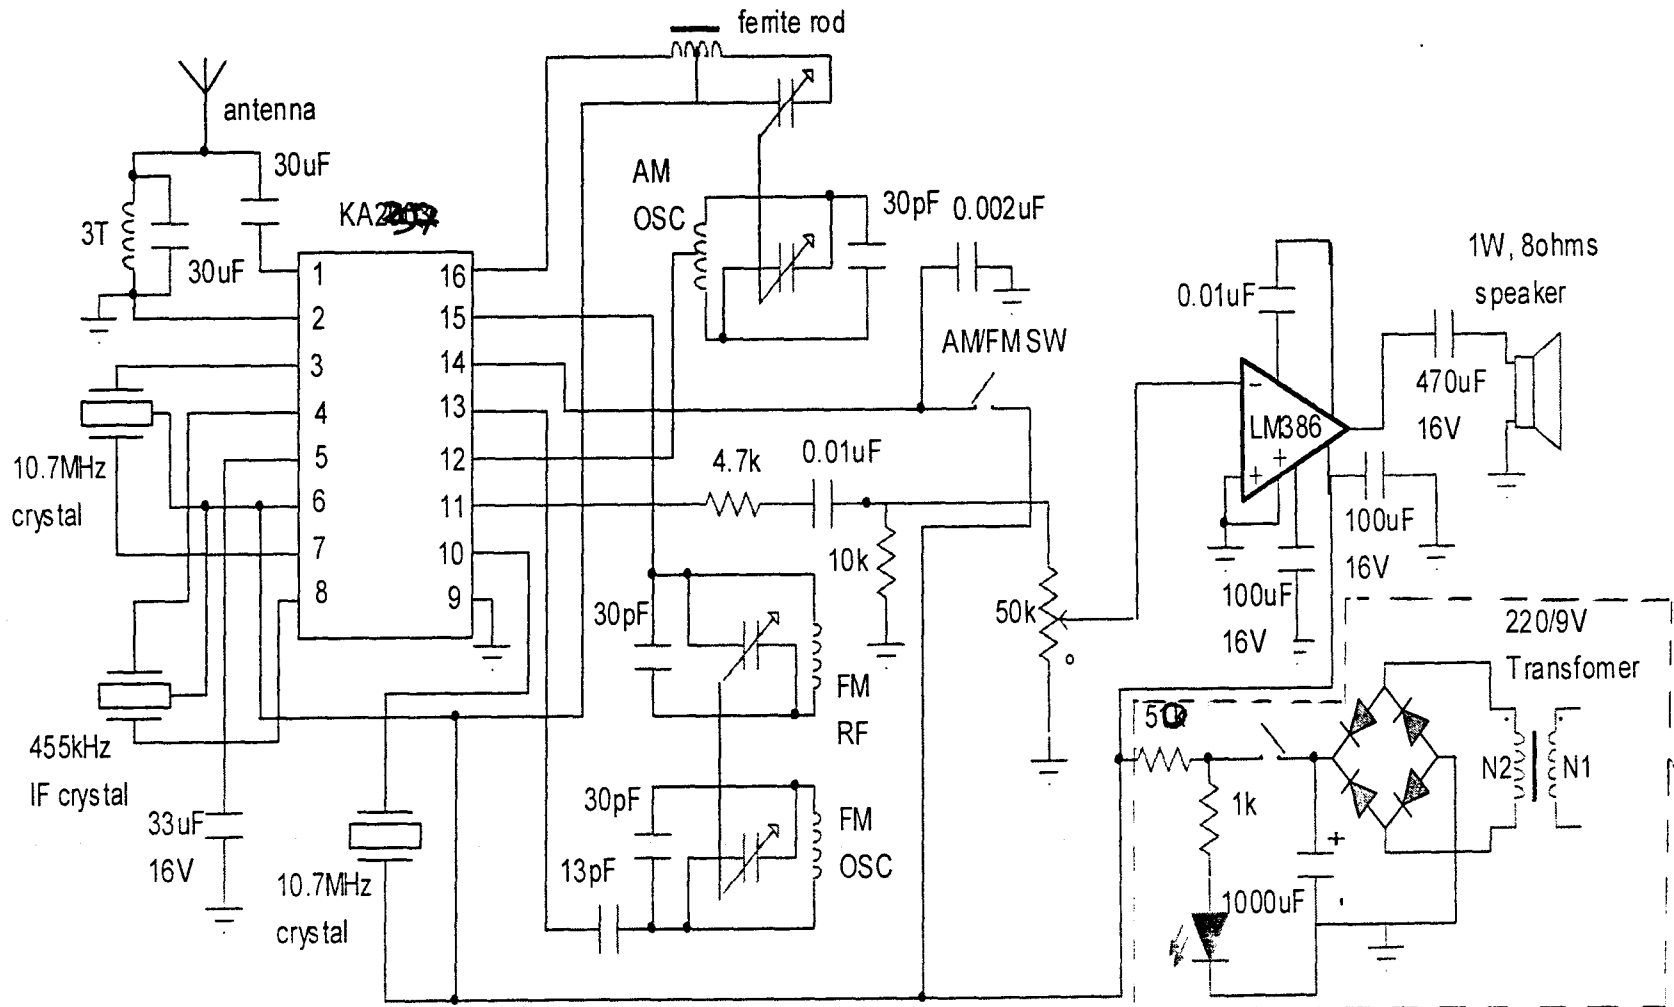 ferrite rod
antenna
30uF
AM
OSC
30pF
0.002uF
3T
30uF
1
2
3
4
5
6
7
8
16
15
14
13
12
11
10
9
1W, 8ohms
speaker
0.01uF
AM/FM SW
470uF
16V
LM386
−
+
+
10.7MHz
crystal
4.7k
0.01uF
10k
100uF
16V
100uF
16V
50k
30pF
FM
RF
220/9V
Transfomer
455kHz
IF crystal
33uF
16V
10.7MHz
crystal
30pF
13pF
FM
OSC
1k
N2
N1
+
1000uF
-